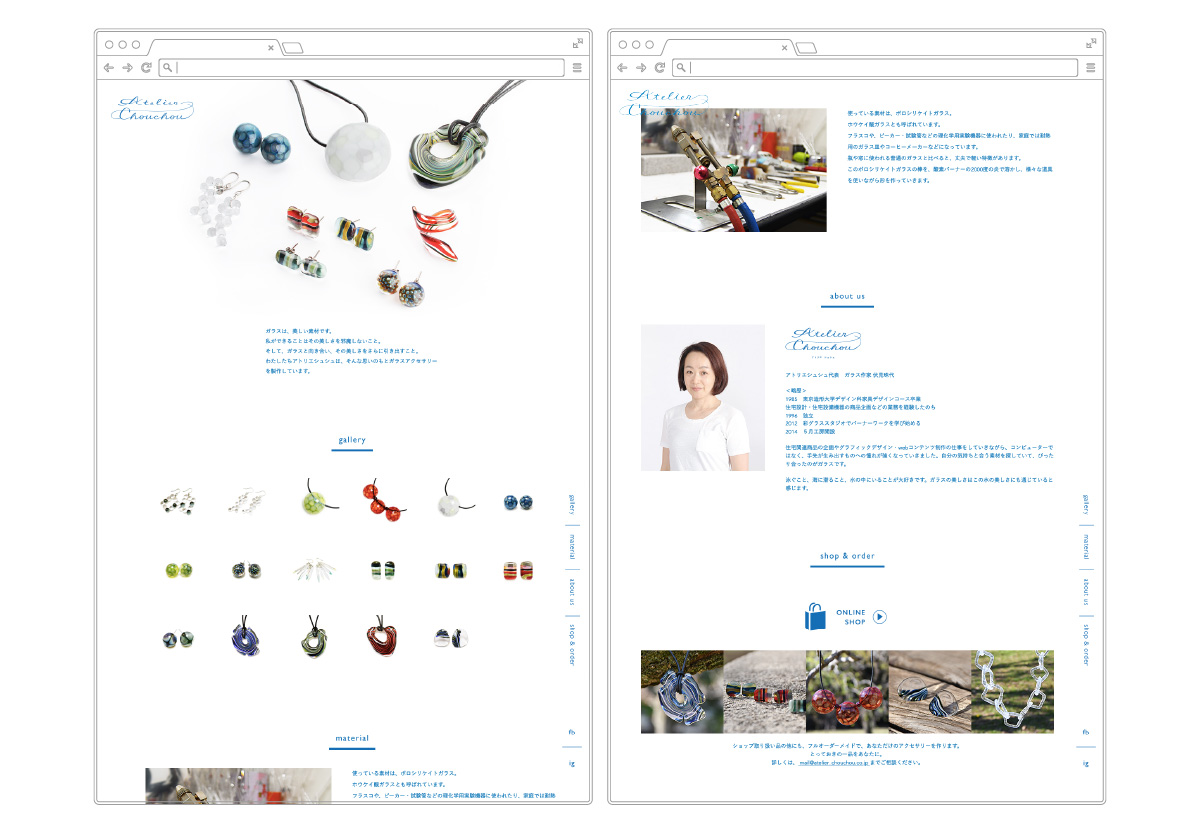 Atelier
Chouchou
ガラスは、美しい素材です。
私ができることはその美しさを邪魔しないこと。
そして、ガラスと向き合い、その美しさをさらに引き出すこと。
わたしたちアトリエシュシュは、そんな思いのもとガラスアクセサリー
を製作しています。
gallery
gallery
material
about us
shop & order
material
fb
ig
使っている素材は、ボロシリケイトガラス。
ホウケイ酸ガラスとも呼ばれています。
フラスコや、ビーカー・試験管などの理化学用実験機器に使われたり、家庭では耐熱
Atelier
Chouchou
使っている素材は、ボロシリケイトガラス。
ホウケイ酸ガラスとも呼ばれています。
フラスコや、ビーカー・試験管などの理化学用実験機器に使われたり、家庭では耐熱
用のガラス皿やコーヒーメーカーなどになっています。
瓶や窓に使われる普通のガラスと比べると、丈夫で軽い特徴があります。
このボロシリケイトガラスの棒を、酸素バーナーの2000度の炎で溶かし、様々な道具
を使いながら形を作っていきます。
about us
Atelier
Chouchou
アトリエシュシュ代表 ガラス作家 伏見珠代
＜略歴＞
1985 東京造形大学デザイン科家具デザインコース卒業
住宅設計・住宅設備機器の商品企画などの業務を経験したのち
1996 独立
2012 彩グラススタジオでバーナーワークを学び始める
2014 5点工房開設
住宅関連商品の企画やグラフィックデザイン・webコンテンツ制作の仕事をしていきながら、コンピューターで
はなく、手先が生み出すものへの憧れが強くなっていきました。自分の気持ちと合う素材を探していて、ぴった
り合ったのがガラスです。
泳ぐこと、海に潜ること、水の中にいることが大好きです。ガラスの美しさはこの水の美しさにも通じていると
感じます。
gallery
material
about us
shop & order
shop & order
ONLINE
SHOP
fb
ig
ショップ取り扱い品の他にも、フルオーダーメイドで、あなただけのアクセサリーを作ります。
とっておきの一品をあなたに。
詳しくは、 mail@atelier_chouchou.co.jp までご相談ください。